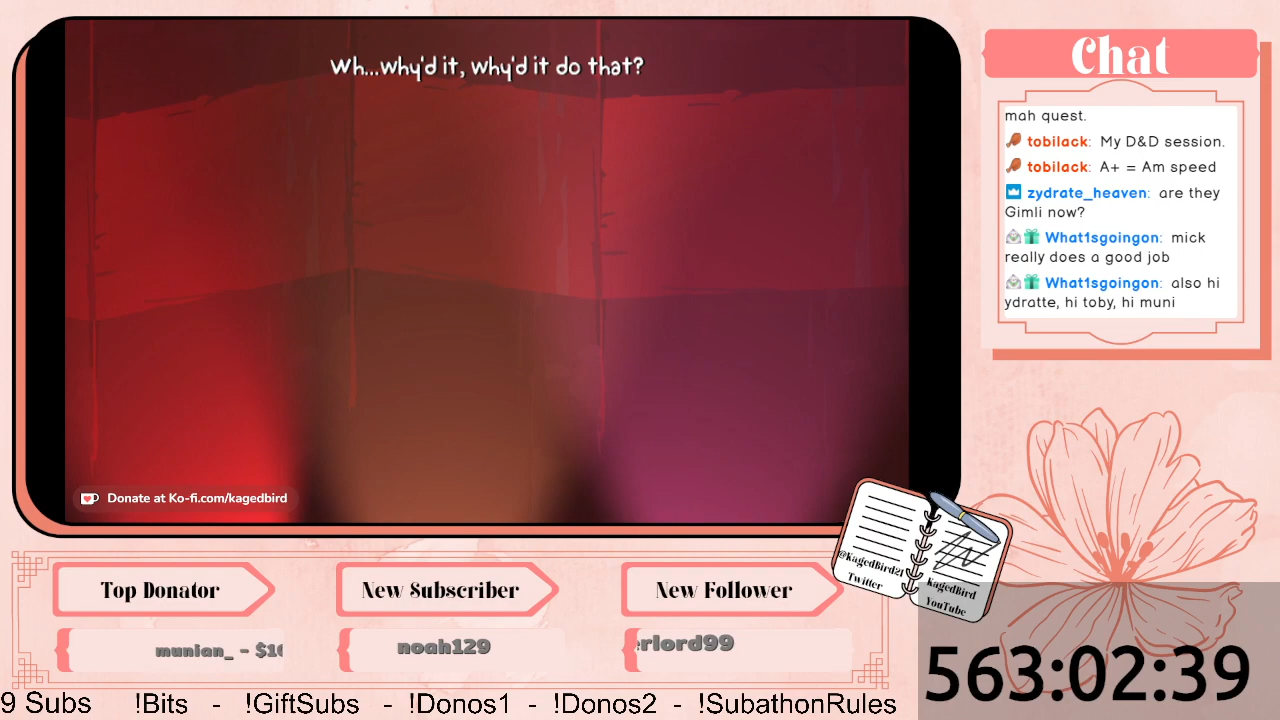 Wh...why'd it, why'd it do that?
Donate at Ko-fi.com/kagedbird
Chat
mah quest.
tobilack: My D&D session.
tobilack: A+ = Am speed
zydrate_heaven: are they
Gimli now?
What1sgoingon: mick
really does a good job
What1sgoingon: also hi
ydratte, hi toby, hi muni
@KagedBird21
Twitter
KagedBird
YouTube
Top Donator
New Subscriber
New Follower
munian_ - $10
noah129
erlord99
563:02:39
9 Subs - !Bits - !GiftSubs - !Donos1 - !Donos2 - !SubathonRules